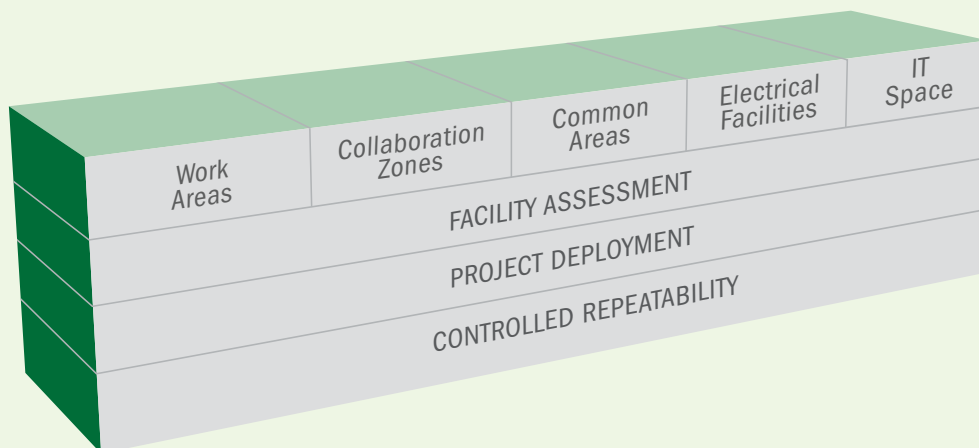 Work
Areas
Collaboration
Zones
Common
Areas
Electrical
Facilities
IT
Space
FACILITY ASSESSMENT
PROJECT DEPLOYMENT
CONTROLLED REPEATABILITY